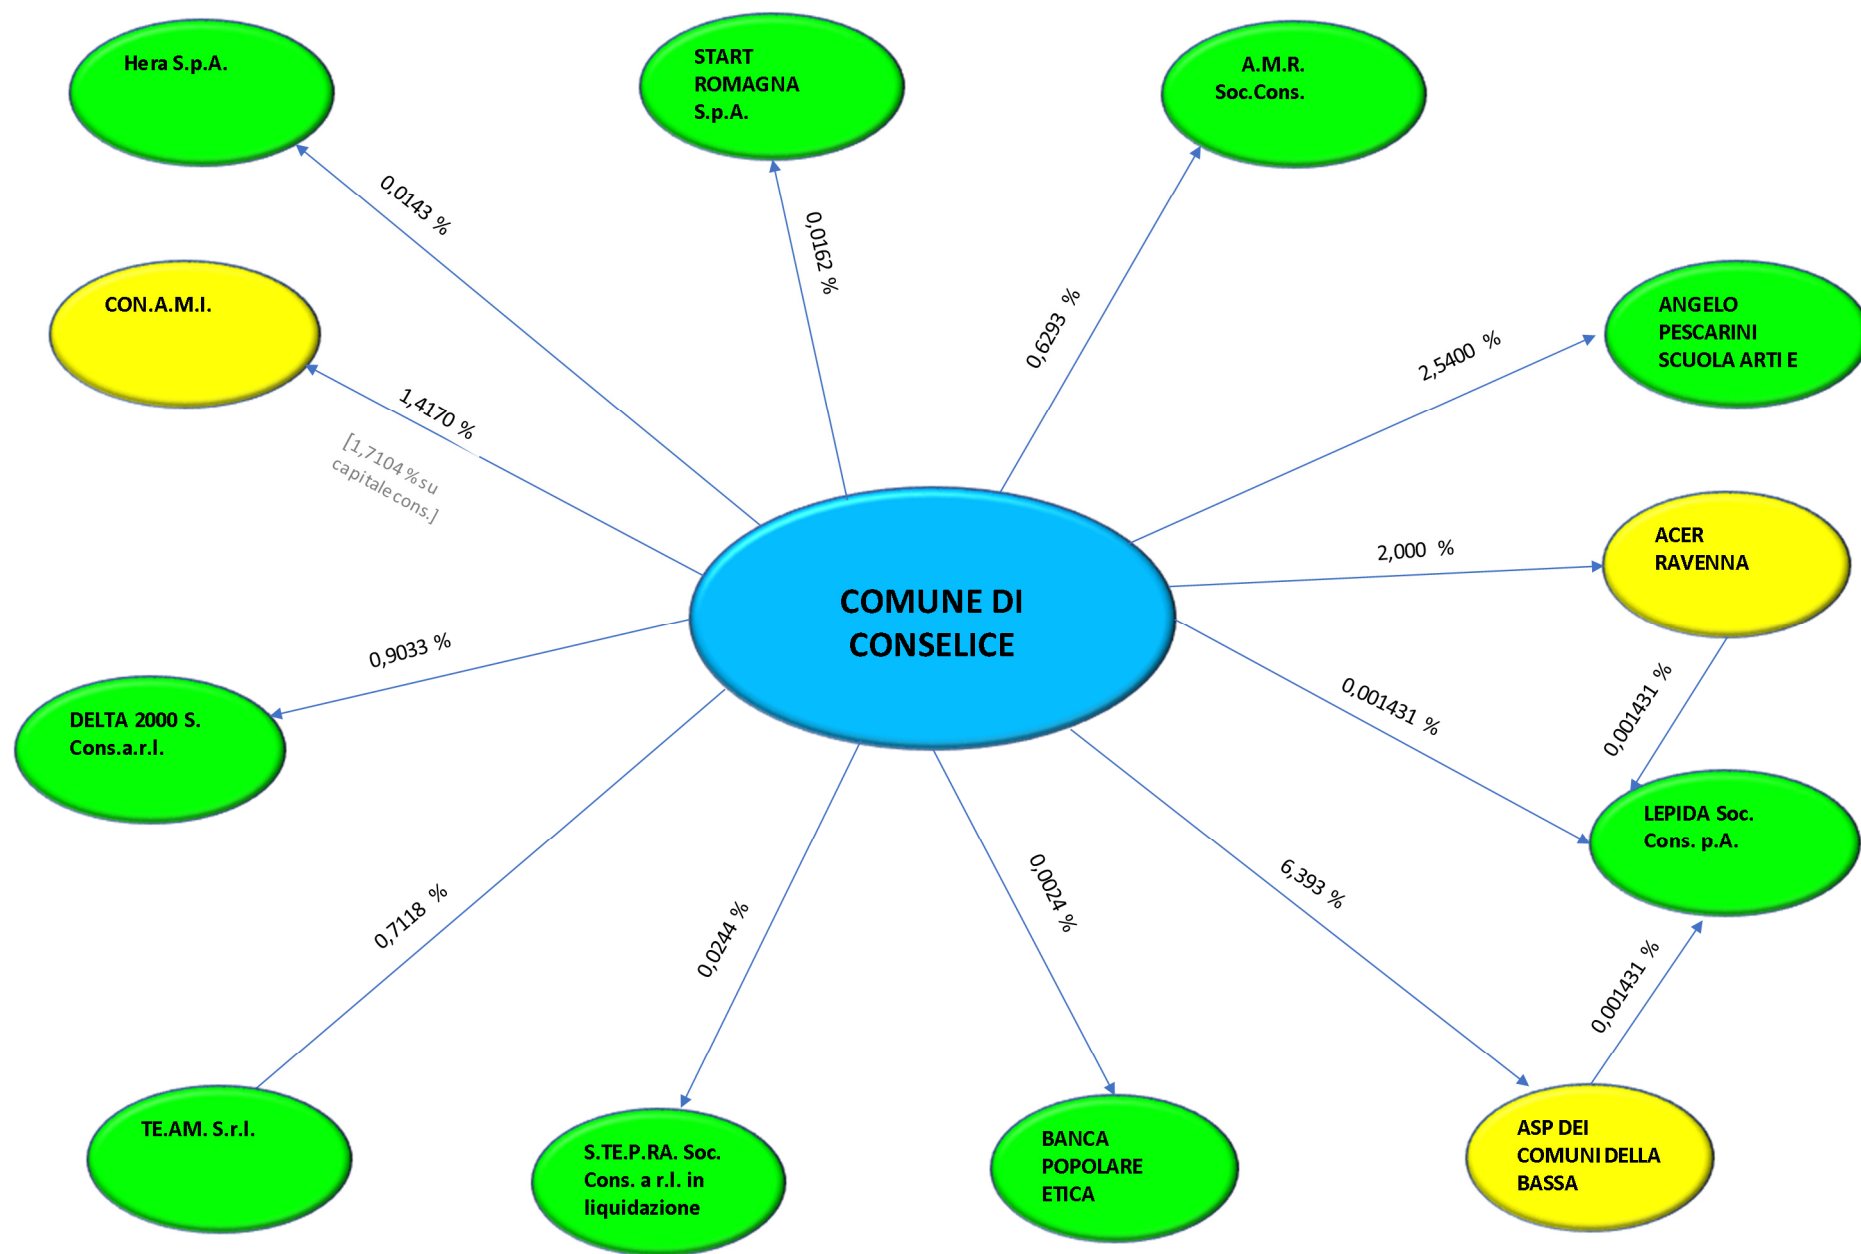 Hera S.p.A.
START
ROMAGNA
S.p.A.
A.M.R.
Soc.Cons.
0,0143 %
0,0162 %
0,6293 %
CON.A.M.I.
1,4170 %
[1,7104 % su
capitale cons.]
2,5400 %
ANGELO
PESCARINI
SCUOLA ARTI E
2,000 %
ACER
RAVENNA
COMUNE DI
CONSELICE
0,9033 %
DELTA 2000 S.
Cons.a.r.l.
0,001431 %
0,001431 %
LEPIDA Soc.
Cons. p.A.
0,7118 %
0,0244 %
0,0024 %
6,393 %
0,001431 %
TE.AM. S.r.l.
S.TE.P.RA. Soc.
Cons. a r.l. in
liquidazione
BANCA
POPOLARE
ETICA
ASP DEI
COMUNI DELLA
BASSA